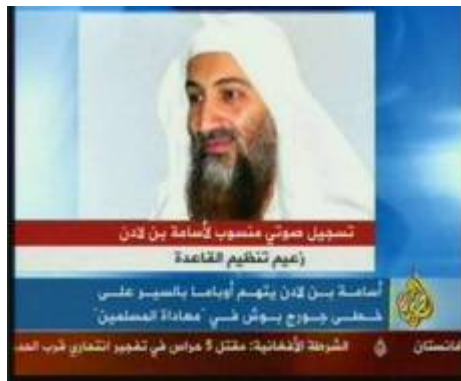 تسجيل صوتي منسوب لأسامة بن لادن
زعيم تنظيم القاعدة
أسامة بن لادن يتهم أوباما بالسير على
خطى جورج بوش في "معاداة المسلمين"
فغانستان الشرطة الأفغانية: مقتل 5 حراس في تفجير انتحاري قرب